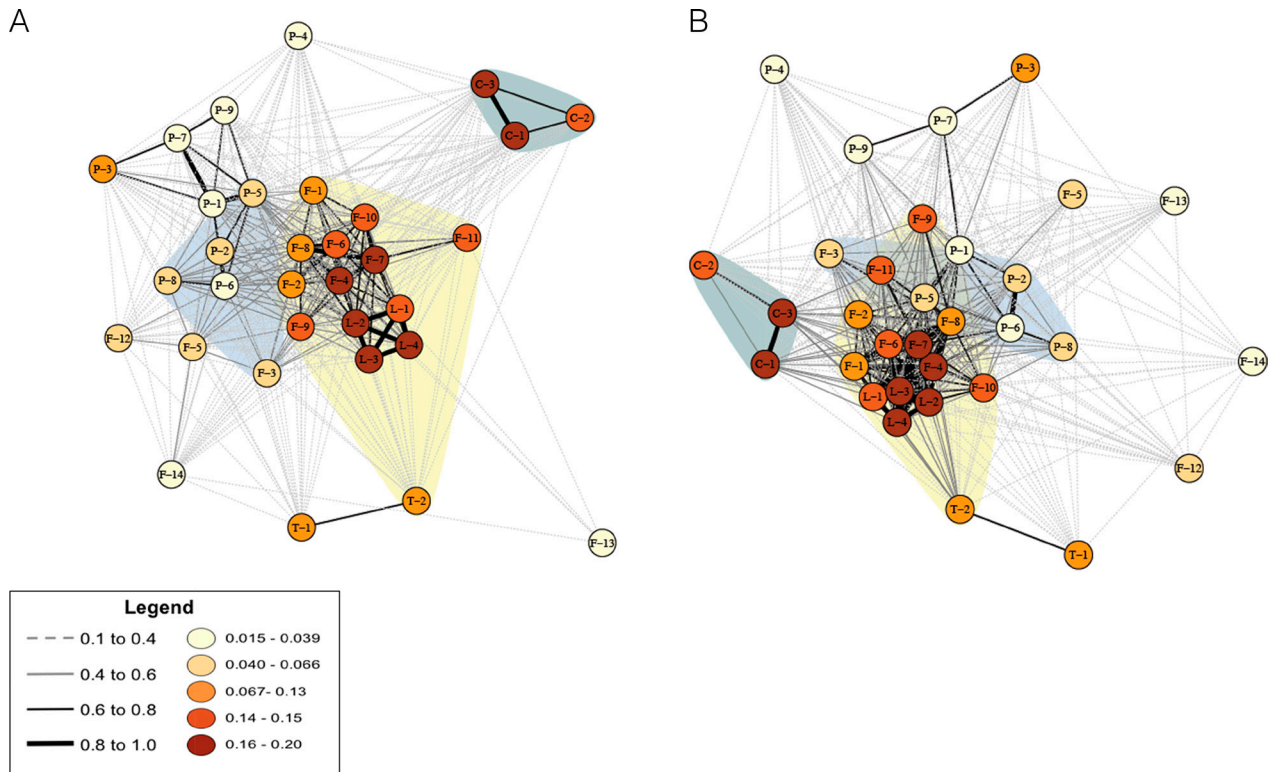 A
B
P–4
C–3
C–2
C–1
P–9
P–7
P–3
P–5
P–1
F–1
F–10
F–11
F–8
F–6
F–7
P–2
P–8
P–6
F–2
F–4
L–1
F–9
L–2
L–4
L–3
F–12
F–5
F–3
F–14
T–2
T–1
F–13
P–4
P–3
P–7
P–9
F–5
F–13
F–9
F–3
P–1
C–2
F–11
P–2
P–5
C–3
F–2
F–8
P–6
F–6
F–7
P–8
C–1
F–1
F–4
F–14
L–1
L–3
F–10
L–2
L–4
F–12
T–2
T–1
Legend
0.1 to 0.4
0.015 - 0.039
0.4 to 0.6
0.040 - 0.066
0.6 to 0.8
0.067- 0.13
0.14 - 0.15
0.8 to 1.0
0.16 - 0.20